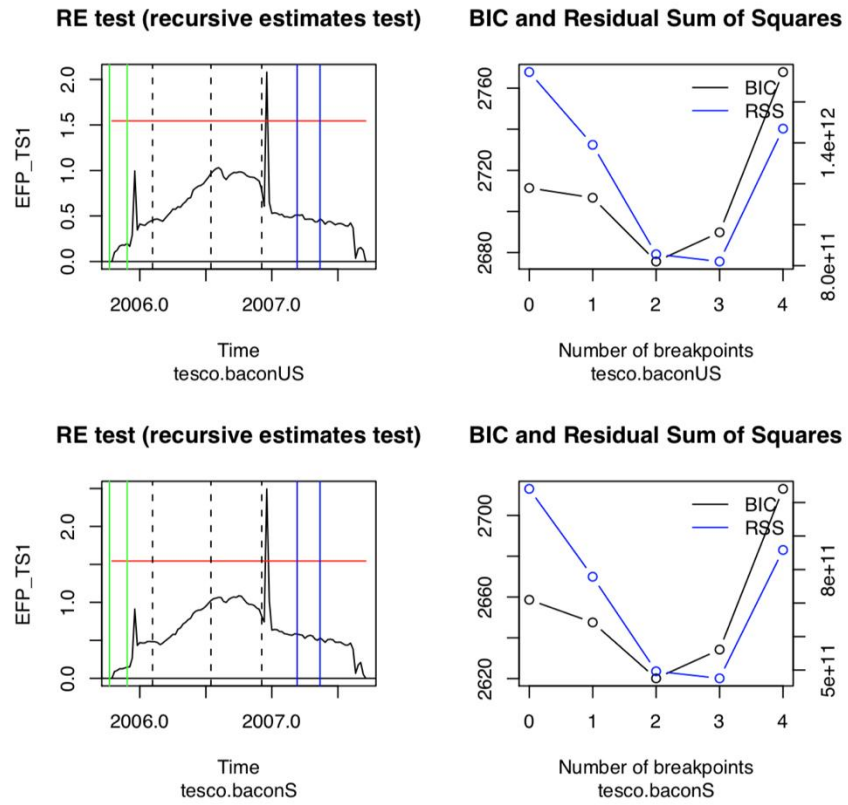 RE test (recursive estimates test)
EFP_TS1
2.0
1.5
1.0
0.5
0.0
2006.0
2007.0
Time
tesco.baconUS
BIC and Residual Sum of Squares
BIC
RSS
2760
2720
2680
1.4e+12
8.0e+11
0
1
2
3
4
Number of breakpoints
tesco.baconUS
RE test (recursive estimates test)
EFP_TS1
2.0
1.0
0.0
2006.0
2007.0
Time
tesco.baconS
BIC and Residual Sum of Squares
BIC
RSS
2700
2660
2620
8e+11
5e+11
0
1
2
3
4
Number of breakpoints
tesco.baconS